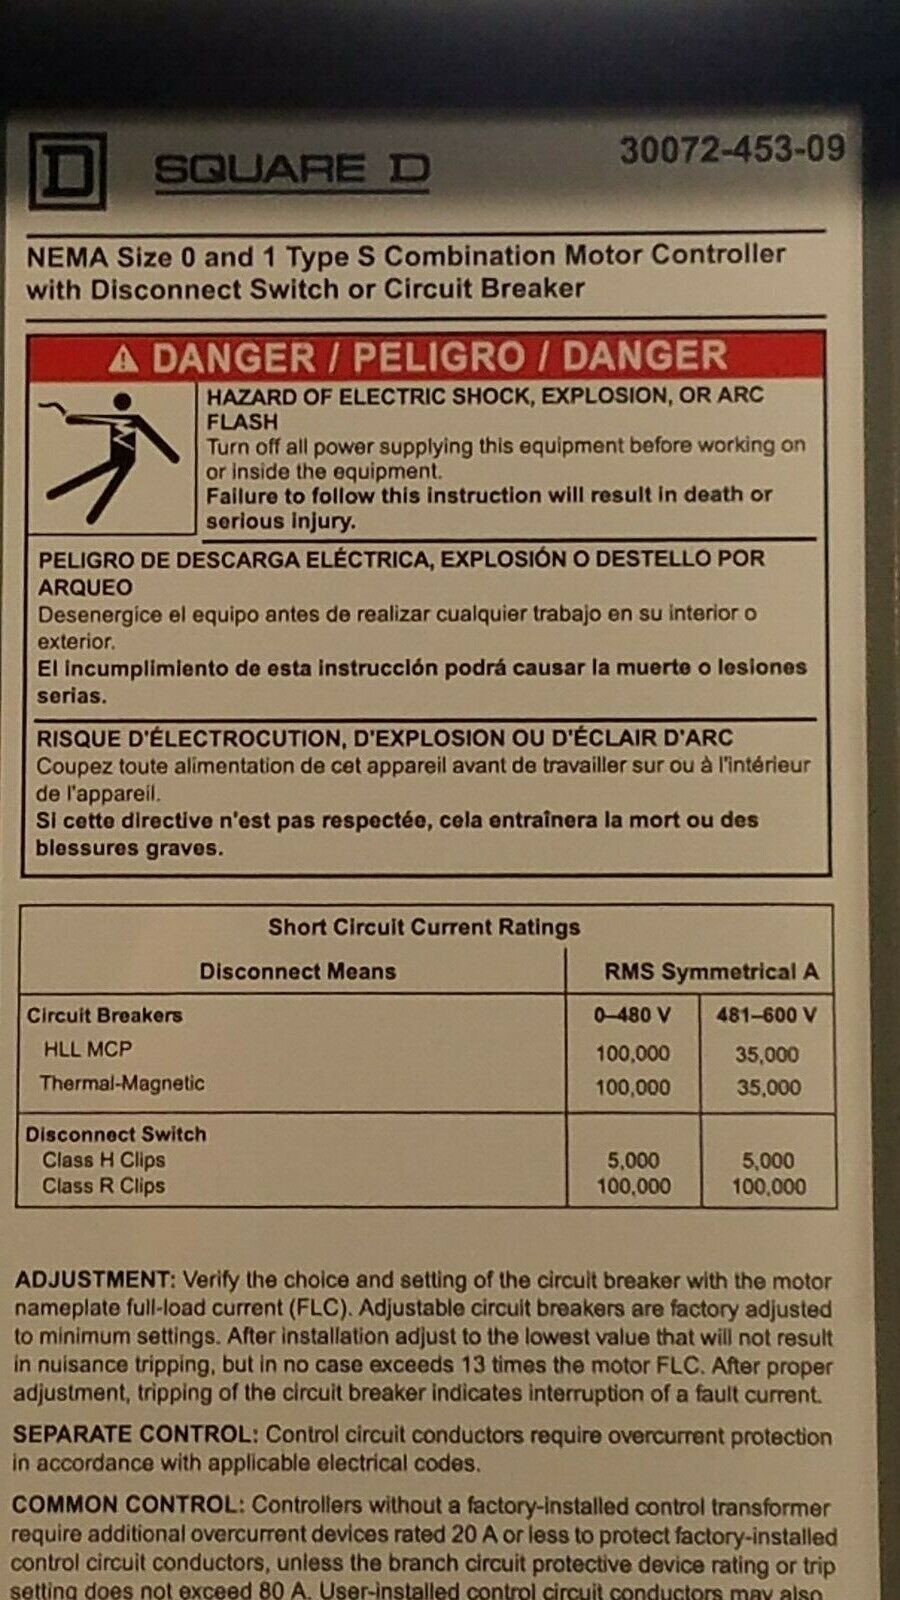 D SQUARE D 30072-453-09
NEMA Size 0 and 1 Type S Combination Motor Controller
with Disconnect Switch or Circuit Breaker
⚠ DANGER / PELIGRO / DANGER
HAZARD OF ELECTRIC SHOCK, EXPLOSION, OR ARC
FLASH
Turn off all power supplying this equipment before working on
or inside the equipment.
Failure to follow this instruction will result in death or
serious injury.
PELIGRO DE DESCARGA ELÉCTRICA, EXPLOSIÓN O DESTELLO POR
ARQUEO
Desenergice el equipo antes de realizar cualquier trabajo en su interior o
exterior.
El incumplimiento de esta instrucción podrá causar la muerte o lesiones
serias.
RISQUE D'ÉLECTROCUTION, D'EXPLOSION OU D'ÉCLAIR D'ARC
Coupez toute alimentation de cet appareil avant de travailler sur ou à l'intérieur
de l'appareil.
Si cette directive n'est pas respectée, cela entraînera la mort ou des
blessures graves.
Short Circuit Current Ratings
Disconnect Means RMS Symmetrical A
Circuit Breakers 0–480 V 481–600 V
HLL MCP 100,000 35,000
Thermal-Magnetic 100,000 35,000
Disconnect Switch
Class H Clips 5,000 5,000
Class R Clips 100,000 100,000
ADJUSTMENT: Verify the choice and setting of the circuit breaker with the motor
nameplate full-load current (FLC). Adjustable circuit breakers are factory adjusted
to minimum settings. After installation adjust to the lowest value that will not result
in nuisance tripping, but in no case exceeds 13 times the motor FLC. After proper
adjustment, tripping of the circuit breaker indicates interruption of a fault current.
SEPARATE CONTROL: Control circuit conductors require overcurrent protection
in accordance with applicable electrical codes.
COMMON CONTROL: Controllers without a factory-installed control transformer
require additional overcurrent devices rated 20 A or less to protect factory-installed
control circuit conductors, unless the branch circuit protective device rating or trip
setting does not exceed 80 A. User-installed control circuit conductors may also